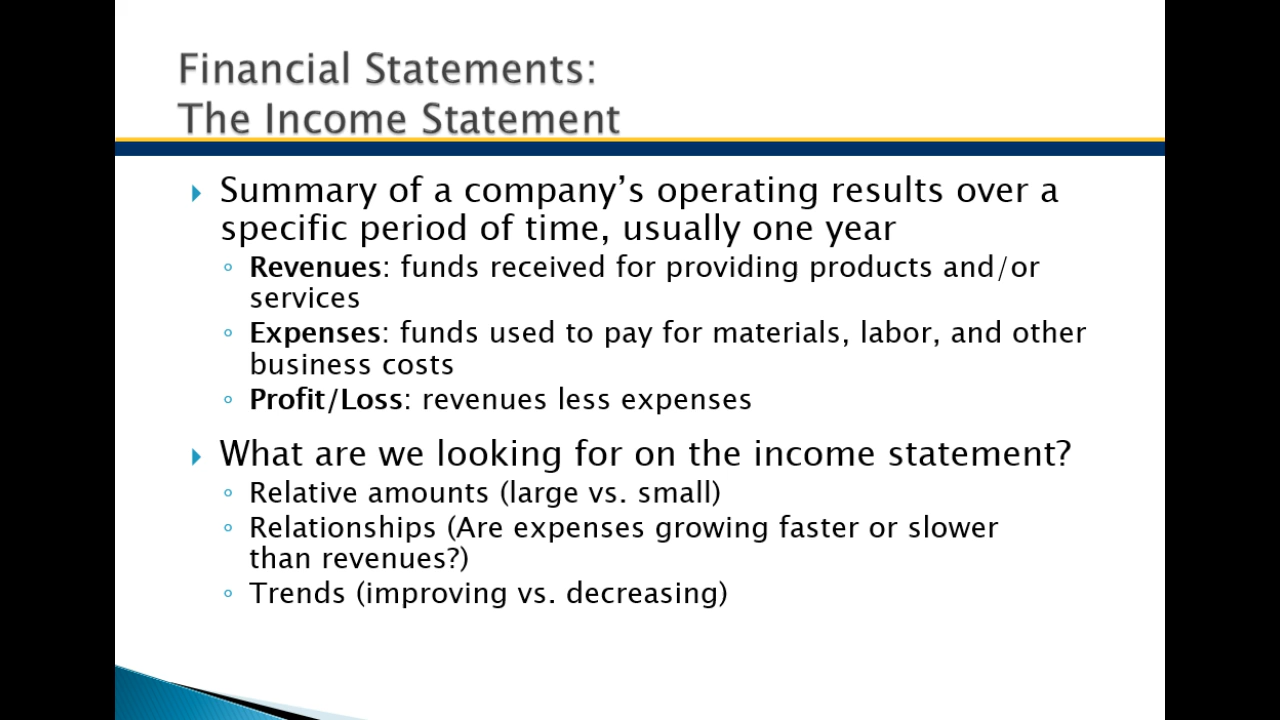 Financial Statements:
The Income Statement
Summary of a company’s operating results over a
specific period of time, usually one year
Revenues: funds received for providing products and/or
services
Expenses: funds used to pay for materials, labor, and other
business costs
Profit/Loss: revenues less expenses
What are we looking for on the income statement?
Relative amounts (large vs. small)
Relationships (Are expenses growing faster or slower
than revenues?)
Trends (improving vs. decreasing)